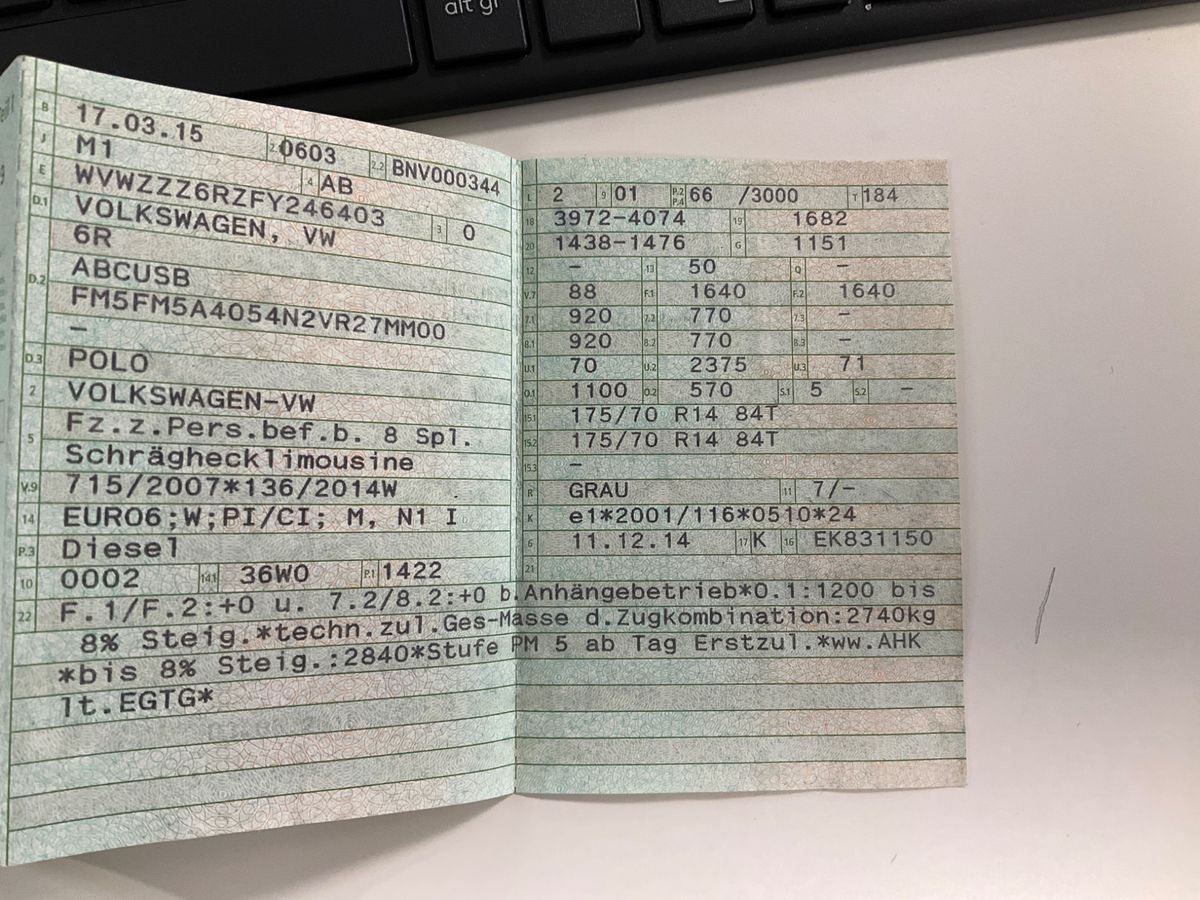 alt gr
B 17.03.15 2.1 0603 2.2 BNV000344
J M1 4 AB
E WVWZZZ6RZFY246403 3 0
D.1 VOLKSWAGEN, VW
6R
D.2 ABCUSB
FM5FM5A4054N2VR27MM00
–
D.3 POLO
2 VOLKSWAGEN-VW
5 Fz.z.Pers.bef.b. 8 Spl.
Schräghecklimousine
V.9 715/2007*136/2014W
14 EURO6;W;PI/CI; M, N1 I
P.3 Diesel
10 0002 14.1 36W0 P.1 1422
L 2 9 01 P.2 P.4 66 /3000 T 184
18 3972-4074 19 1682
20 1438-1476 G 1151
12 – 13 50 Q –
V.7 88 F.1 1640 F.2 1640
7.1 920 7.2 770 7.3 –
8.1 920 8.2 770 8.3 –
U.1 70 U.2 2375 U.3 71
O.1 1100 O.2 570 S.1 5 S.2 –
15.1 175/70 R14 84T
15.2 175/70 R14 84T
15.3 –
R GRAU 11 7/–
K e1*2001/116*0510*24
6 11.12.14 17 K 16 EK831150
21
22 F.1/F.2:+0 u. 7.2/8.2:+0 b.Anhängebetrieb*0.1:1200 bis
8% Steig.*techn.zul.Ges-Masse d.Zugkombination:2740kg
*bis 8% Steig.:2840*Stufe PM 5 ab Tag Erstzul.*ww.AHK
lt.EGTG*